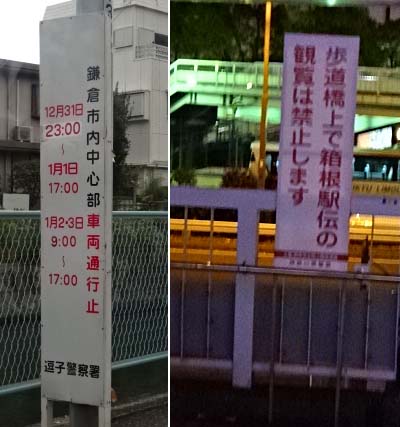 鎌倉市内中心部車両通行止
12月31日
23:00
〜
1月1日
17:00
1月2・3日
9:00
〜
17:00
逗子警察署
歩道橋上で箱根駅伝の
観覧は禁止します